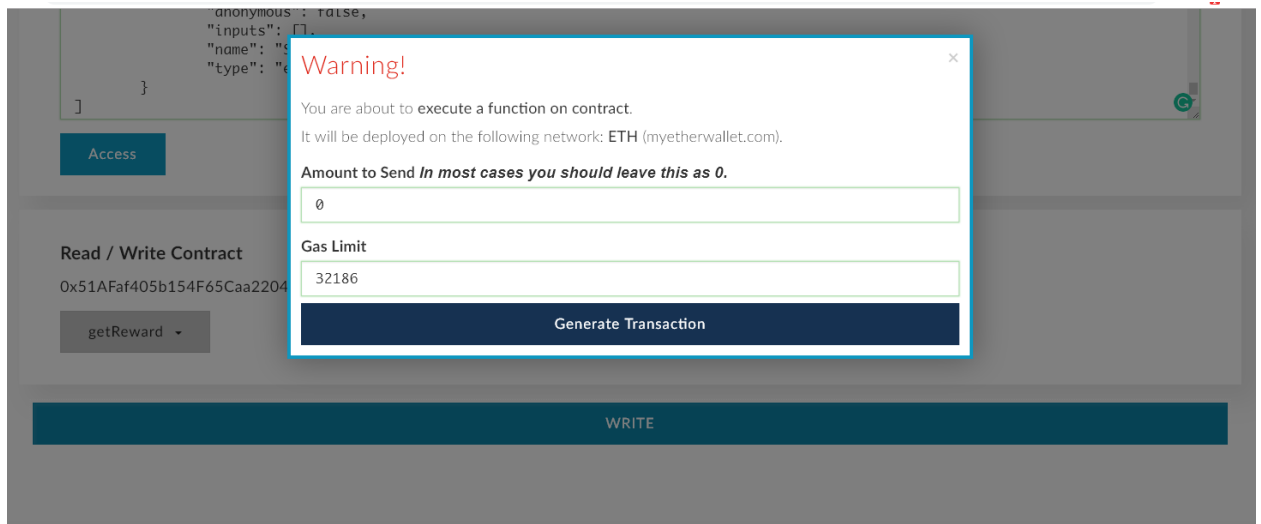 "anonymous": false,
"inputs": [],
"name": "S
"type": "e
}
]
Access
Warning!
×
You are about to execute a function on contract.
It will be deployed on the following network: ETH (myetherwallet.com).
Amount to Send In most cases you should leave this as 0.
0
Gas Limit
32186
Generate Transaction
Read / Write Contract
0x51AFaf405b154F65Caa2204
getReward
WRITE